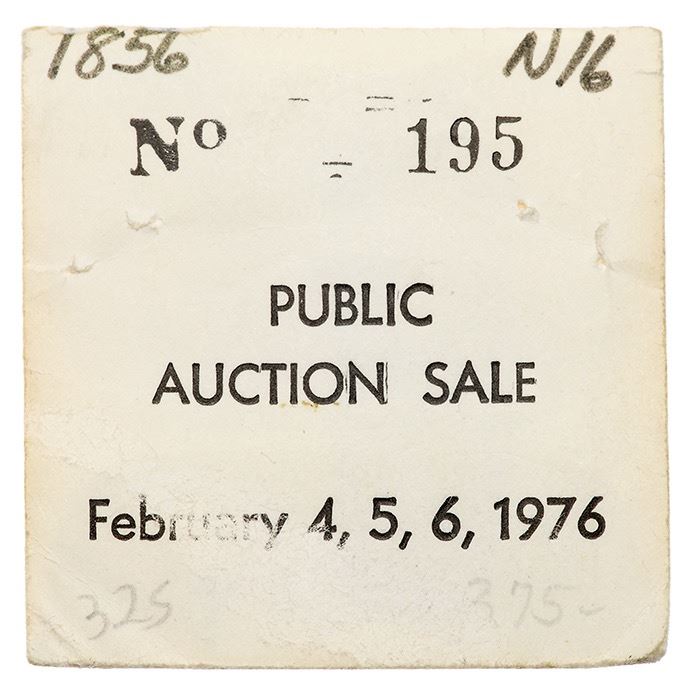 1856 N16
No 195
PUBLIC
AUCTION SALE
February 4, 5, 6, 1976
325 375-